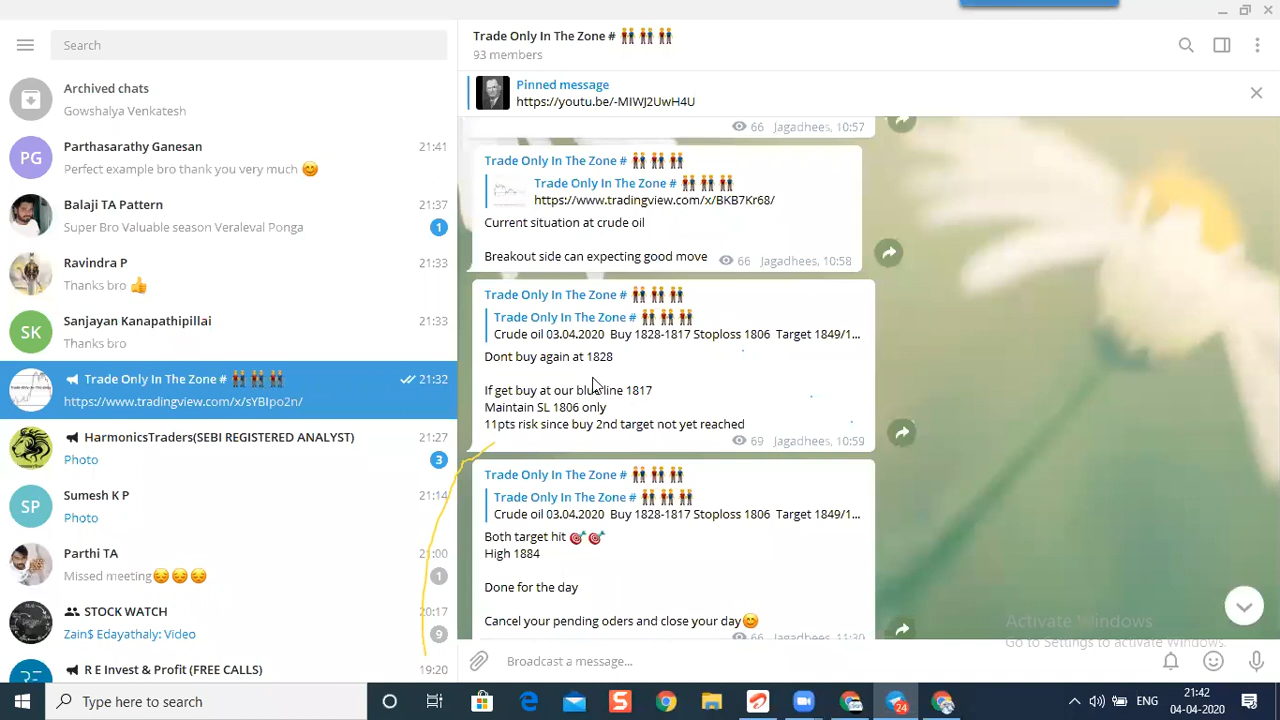 Search
Archived chats
Gowshalya Venkatesh
PG
Parthasarathy Ganesan
21:41
Perfect example bro thank you very much 😊
Balaji TA Pattern
21:37
Super Bro Valuable season Veraleval Ponga
1
Ravindra P
21:33
Thanks bro 👍
SK
Sanjayan Kanapathipillai
21:33
Thanks bro
Trade Only In The Zone # 👬 👬 👬
21:32
https://www.tradingview.com/x/sYBIpo2n/
HarmonicsTraders(SEBI REGISTERED ANALYST)
21:27
Photo
3
SP
Sumesh K P
21:14
Photo
Parthi TA
21:00
Missed meeting😔😔😔
1
STOCK WATCH
20:17
Zain$ Edayathaly: Video
9
R E Invest & Profit (FREE CALLS)
19:20
Trade Only In The Zone # 👬 👬 👬
93 members
Pinned message
https://youtu.be/-MIWJ2UwH4U
66 Jagadhees, 10:57
Trade Only In The Zone # 👬 👬 👬
Trade Only In The Zone # 👬 👬 👬
https://www.tradingview.com/x/BKB7Kr68/
Current situation at crude oil
Breakout side can expecting good move
66 Jagadhees, 10:58
Trade Only In The Zone # 👬 👬 👬
Trade Only In The Zone # 👬 👬 👬
Crude oil 03.04.2020 Buy 1828-1817 Stoploss 1806 Target 1849/1...
Dont buy again at 1828
If get buy at our blue line 1817
Maintain SL 1806 only
11pts risk since buy 2nd target not yet reached
69 Jagadhees, 10:59
Trade Only In The Zone # 👬 👬 👬
Trade Only In The Zone # 👬 👬 👬
Crude oil 03.04.2020 Buy 1828-1817 Stoploss 1806 Target 1849/1...
Both target hit 🎯🎯
High 1884
Done for the day
Cancel your pending oders and close your day😊
66 Jagadhees, 11:30
Activate Windows
Go to Settings to activate Windows.
Broadcast a message...
Type here to search
24
ENG
21:42
04-04-2020